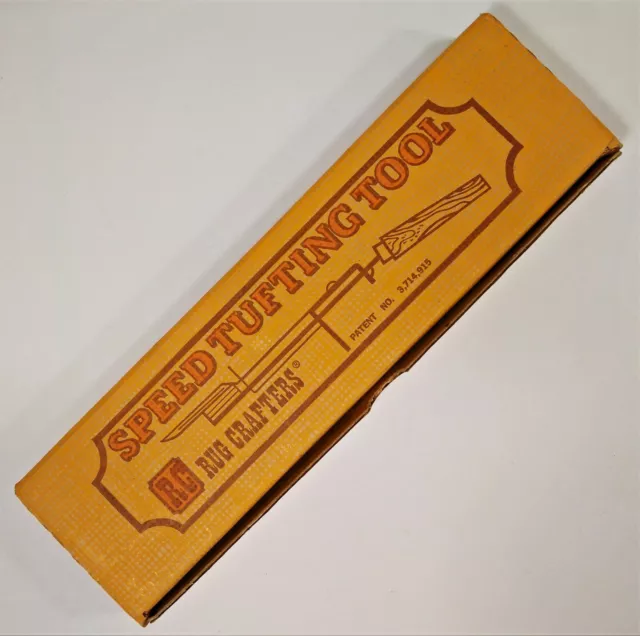 SPEED TUFTING TOOL
PATENT NO. 3,714,915
RC RUG CRAFTERS®